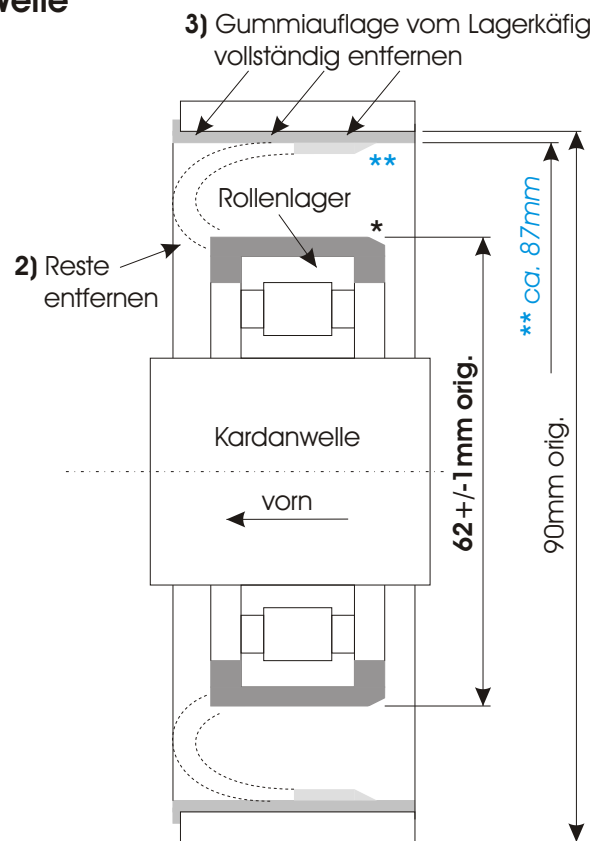 3) Gummiauflage vom Lagerkäfig
vollständig entfernen
**
Rollenlager
*
2) Reste
entfernen
** ca. 87mm
62+/-1mm orig.
90mm orig.
Kardanwelle
vorn